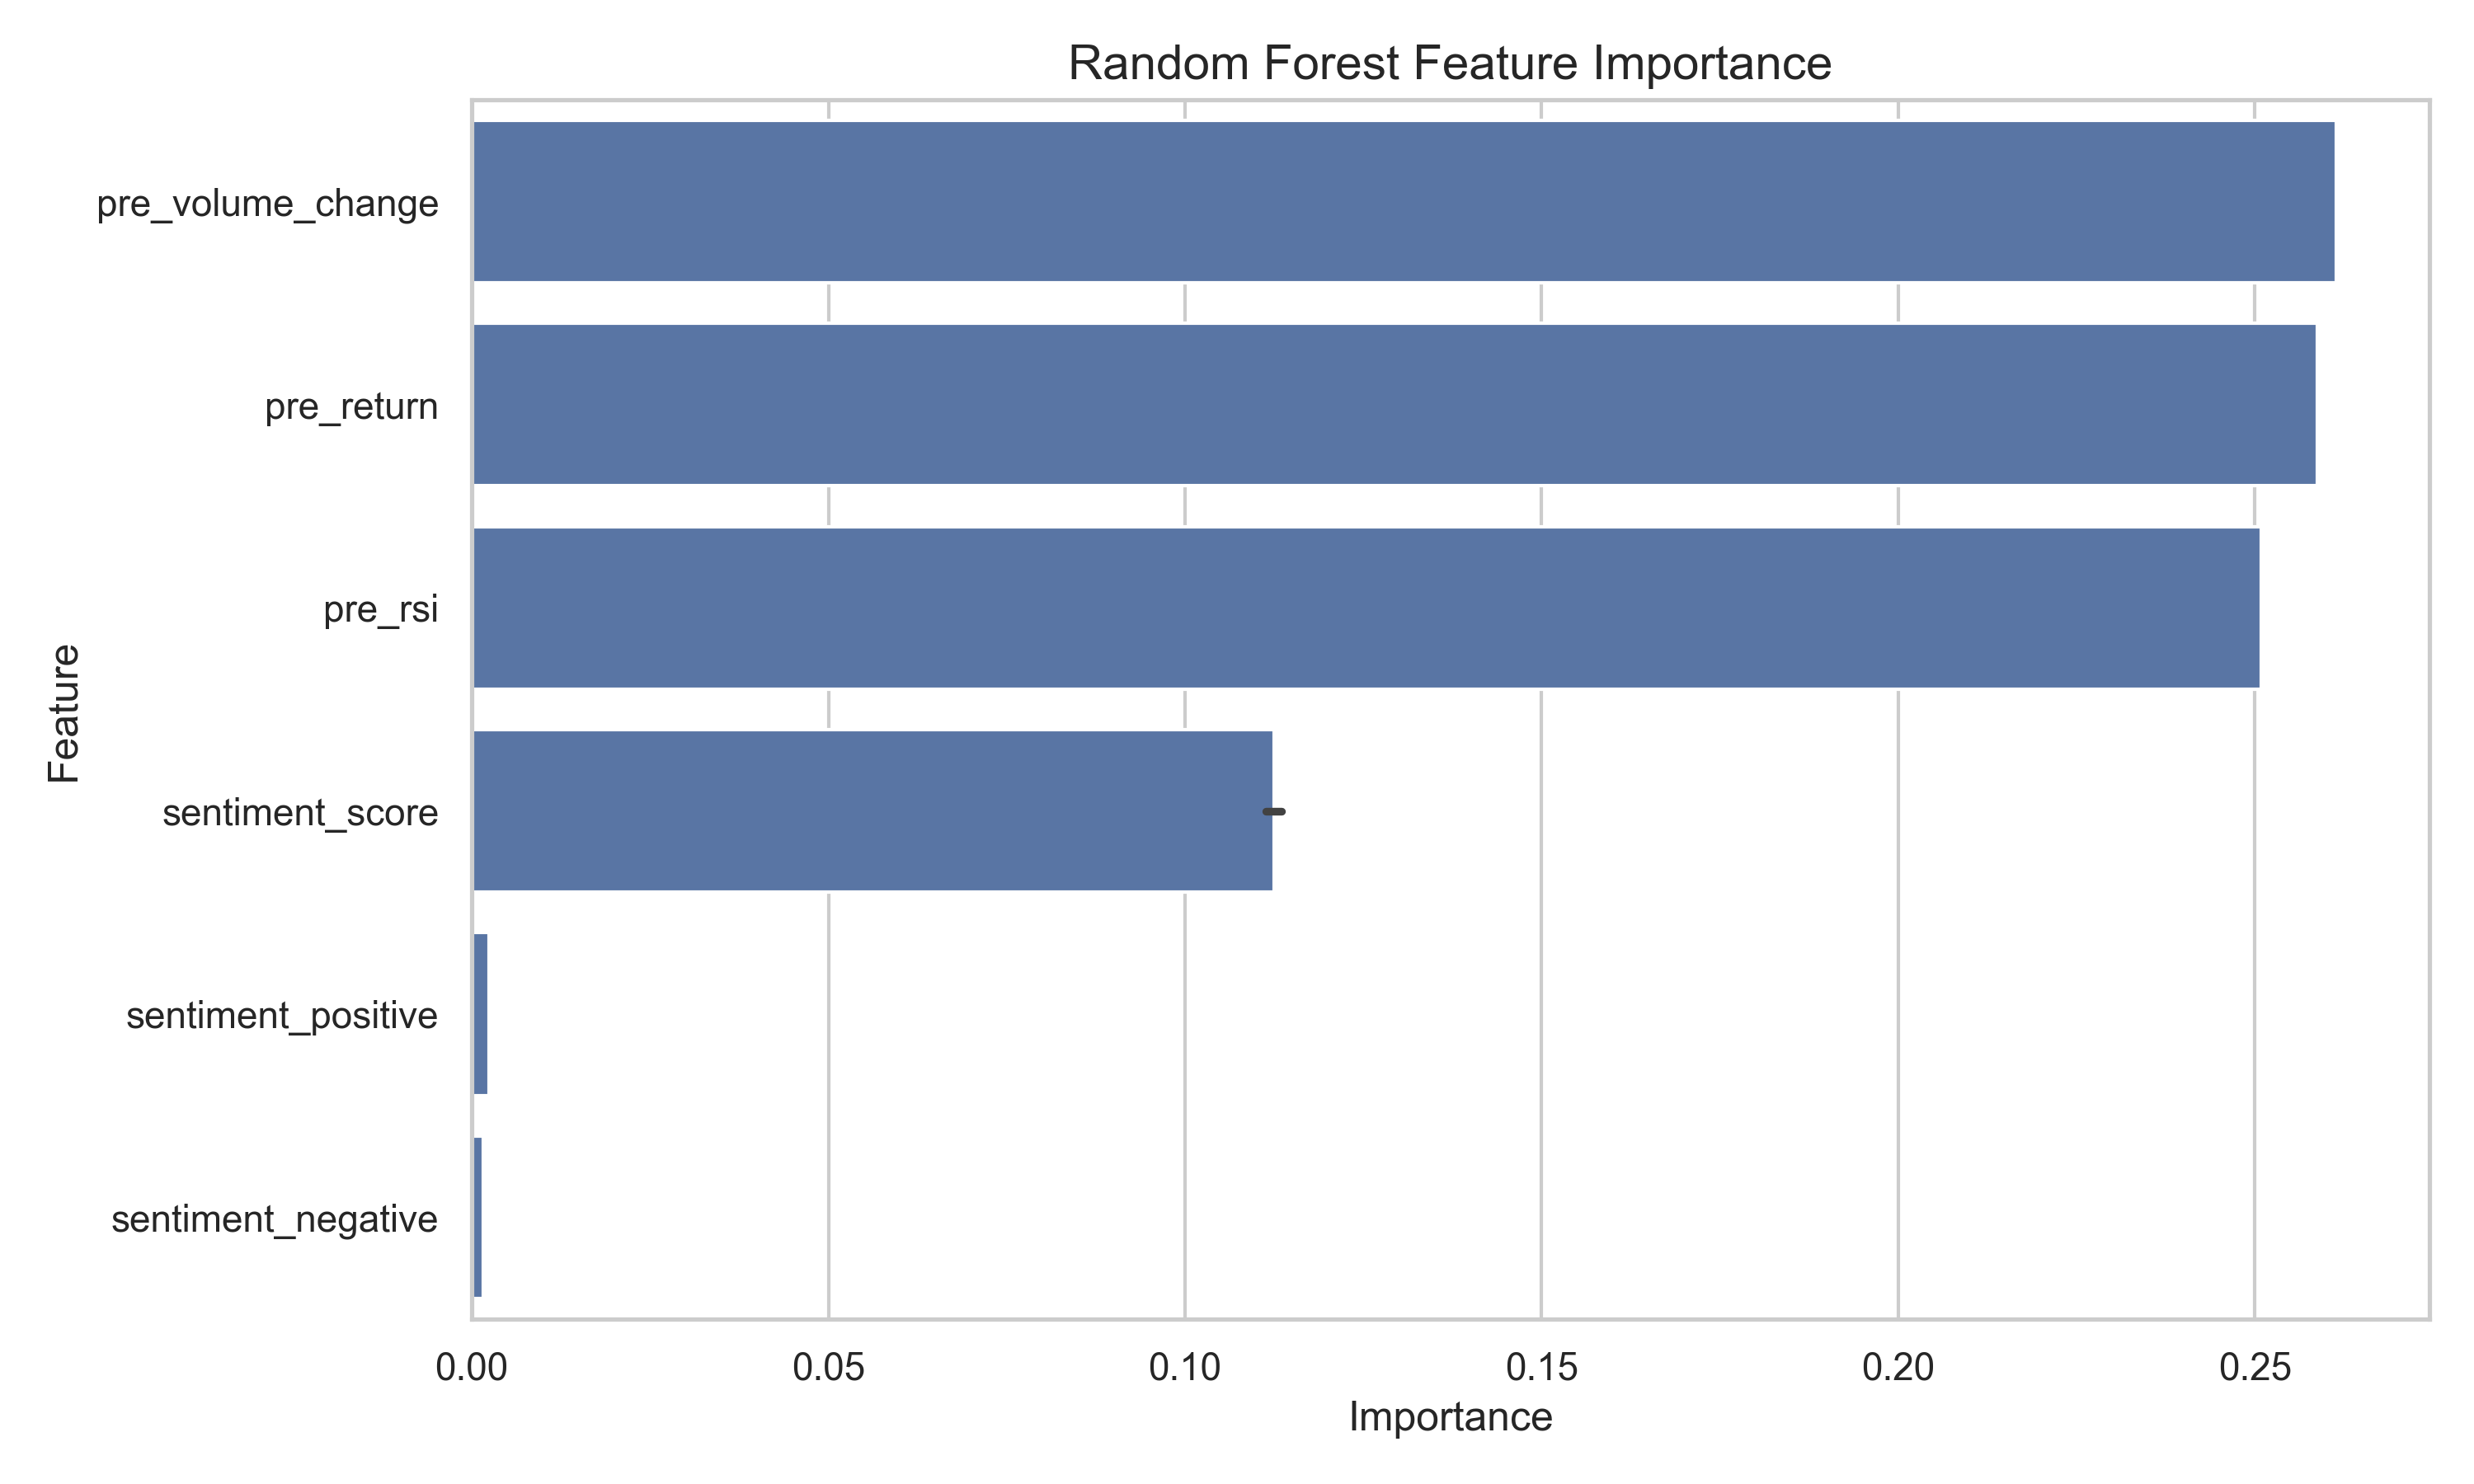 Random Forest Feature Importance
pre_volume_change
pre_return
pre_rsi
sentiment_score
sentiment_positive
sentiment_negative
Feature
0.00 0.05 0.10 0.15 0.20 0.25
Importance